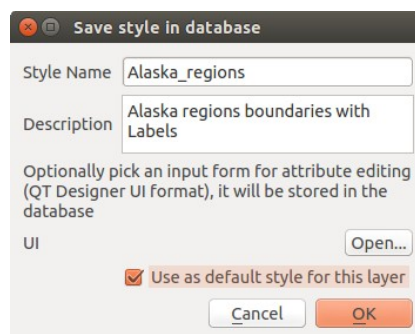 Save style in database
Style Name Alaska_regions
Description Alaska regions boundaries with
Labels
Optionally pick an input form for attribute editing
(QT Designer UI format), it will be stored in the
database
UI Open...
Use as default style for this layer
Cancel OK